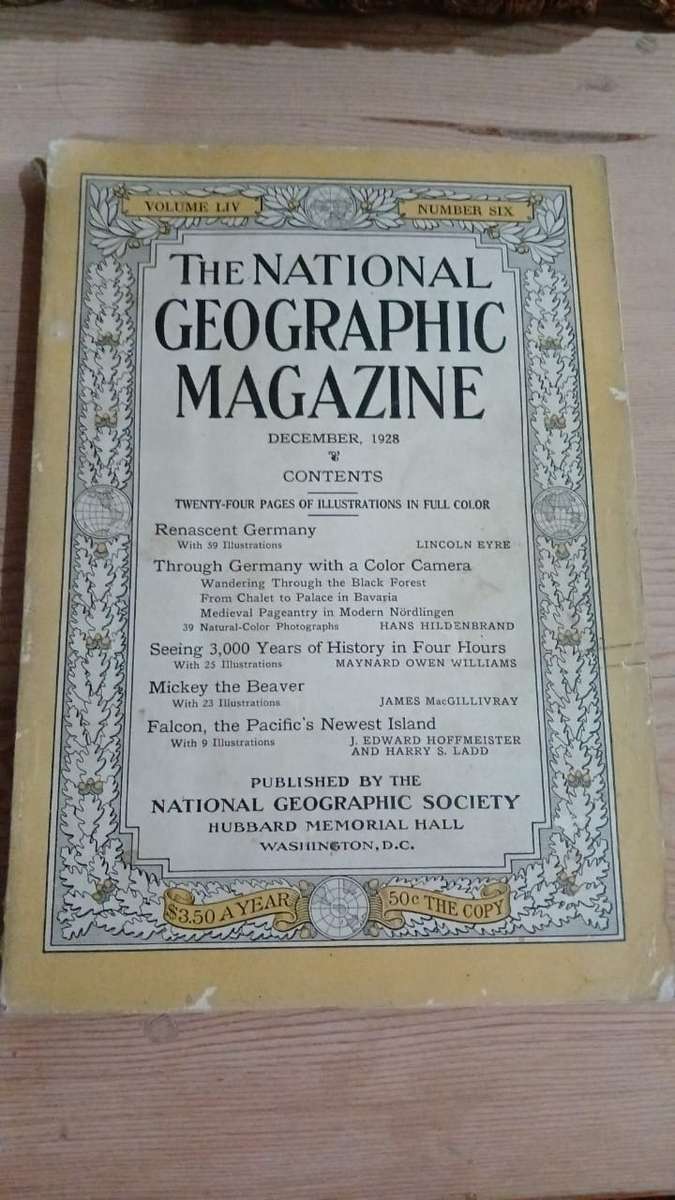 VOLUME LIV
NUMBER SIX
THE NATIONAL
GEOGRAPHIC
MAGAZINE
DECEMBER, 1928
CONTENTS
TWENTY-FOUR PAGES OF ILLUSTRATIONS IN FULL COLOR
Renascent Germany
With 59 Illustrations LINCOLN EYRE
Through Germany with a Color Camera
Wandering Through the Black Forest
From Chalet to Palace in Bavaria
Medieval Pageantry in Modern Nördlingen
39 Natural-Color Photographs HANS HILDENBRAND
Seeing 3,000 Years of History in Four Hours
With 25 Illustrations MAYNARD OWEN WILLIAMS
Mickey the Beaver
With 23 Illustrations JAMES MacGILLIVRAY
Falcon, the Pacific's Newest Island
With 9 Illustrations J. EDWARD HOFFMEISTER
AND HARRY S. LADD
PUBLISHED BY THE
NATIONAL GEOGRAPHIC SOCIETY
HUBBARD MEMORIAL HALL
WASHINGTON, D.C.
$3.50 A YEAR
50c THE COPY